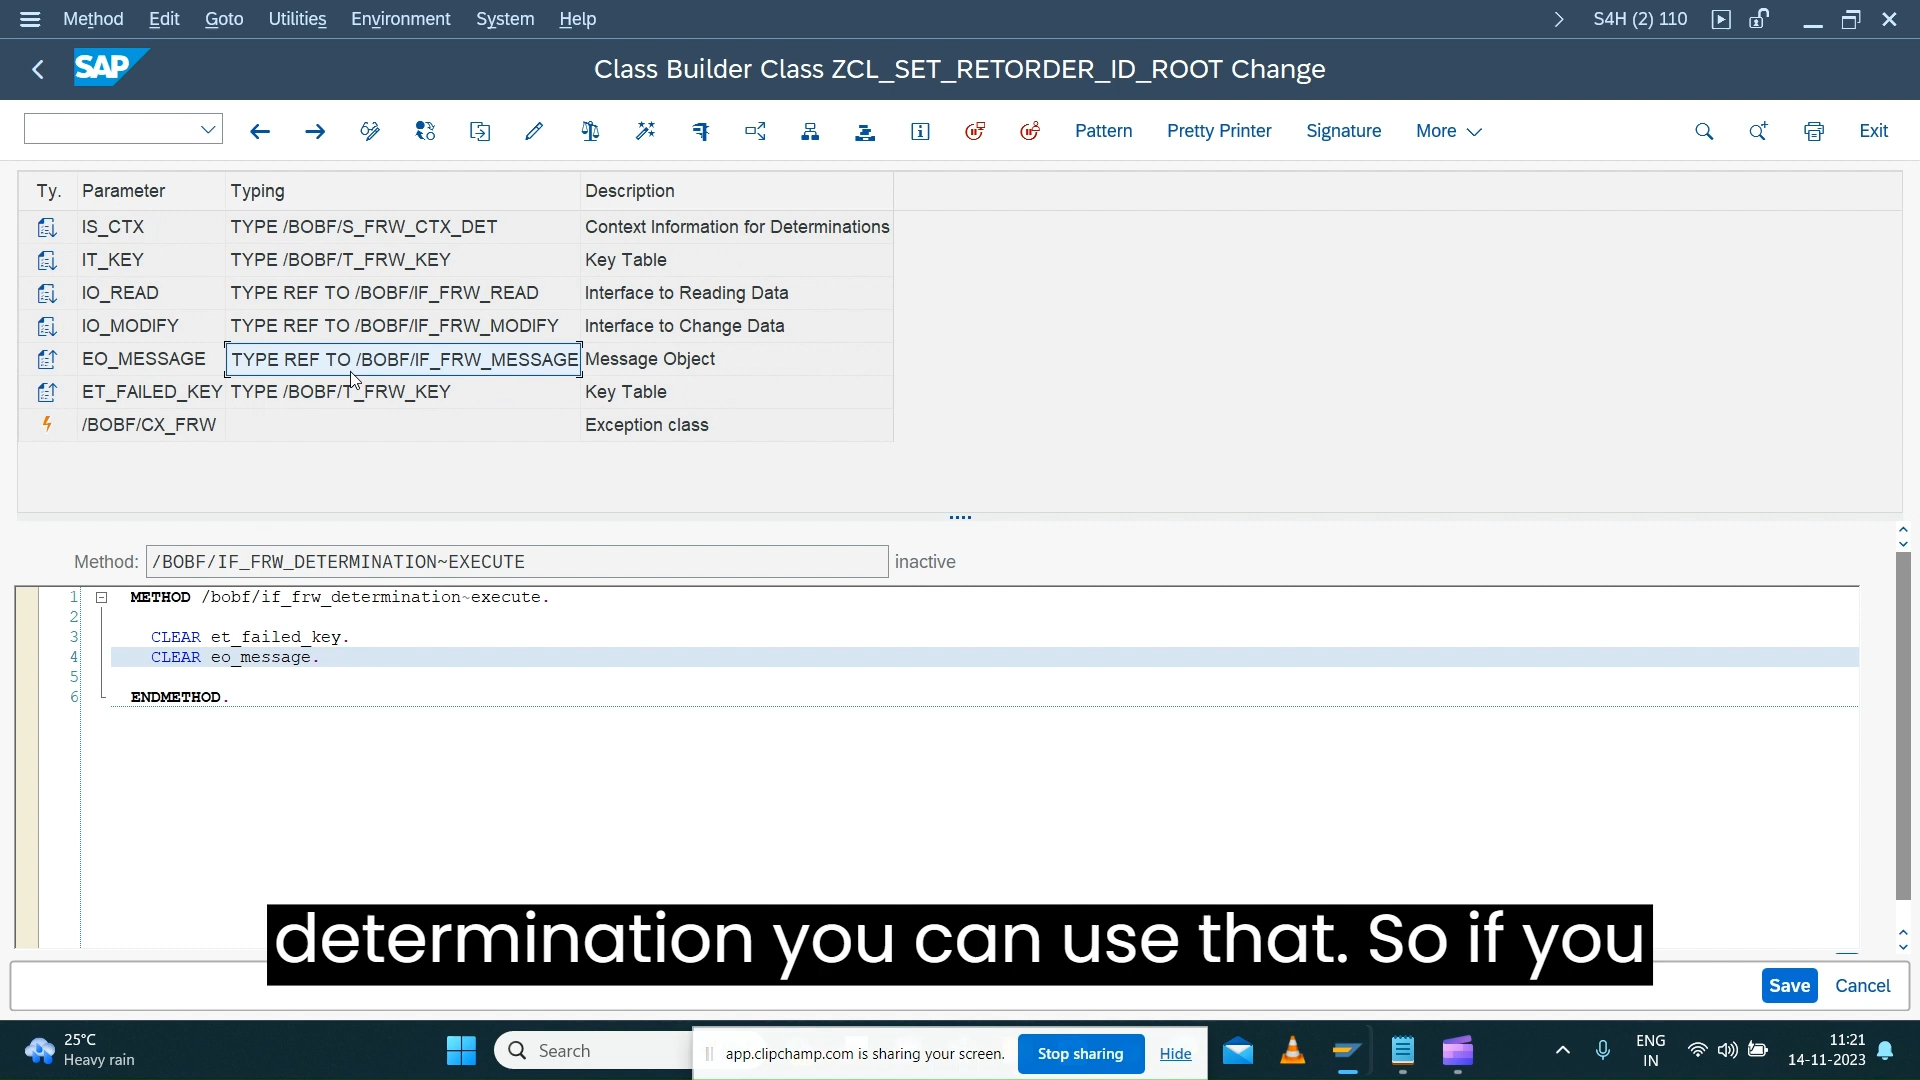 Method Edit Goto Utilities Environment System Help S4H (2) 110
SAP Class Builder Class ZCL_SET_RETORDER_ID_ROOT Change
Pattern Pretty Printer Signature More Exit
Ty. Parameter Typing Description
IS_CTX TYPE /BOBF/S_FRW_CTX_DET Context Information for Determinations
IT_KEY TYPE /BOBF/T_FRW_KEY Key Table
IO_READ TYPE REF TO /BOBF/IF_FRW_READ Interface to Reading Data
IO_MODIFY TYPE REF TO /BOBF/IF_FRW_MODIFY Interface to Change Data
EO_MESSAGE TYPE REF TO /BOBF/IF_FRW_MESSAGE Message Object
ET_FAILED_KEY TYPE /BOBF/T_FRW_KEY Key Table
/BOBF/CX_FRW Exception class
Method: /BOBF/IF_FRW_DETERMINATION~EXECUTE inactive
1 METHOD /bobf/if_frw_determination~execute.
2
3 CLEAR et_failed_key.
4 CLEAR eo_message.
5
6 ENDMETHOD.
determination you can use that. So if you
Save Cancel
25°C
Heavy rain
Search
app.clipchamp.com is sharing your screen. Stop sharing Hide
ENG
IN
11:21
14-11-2023